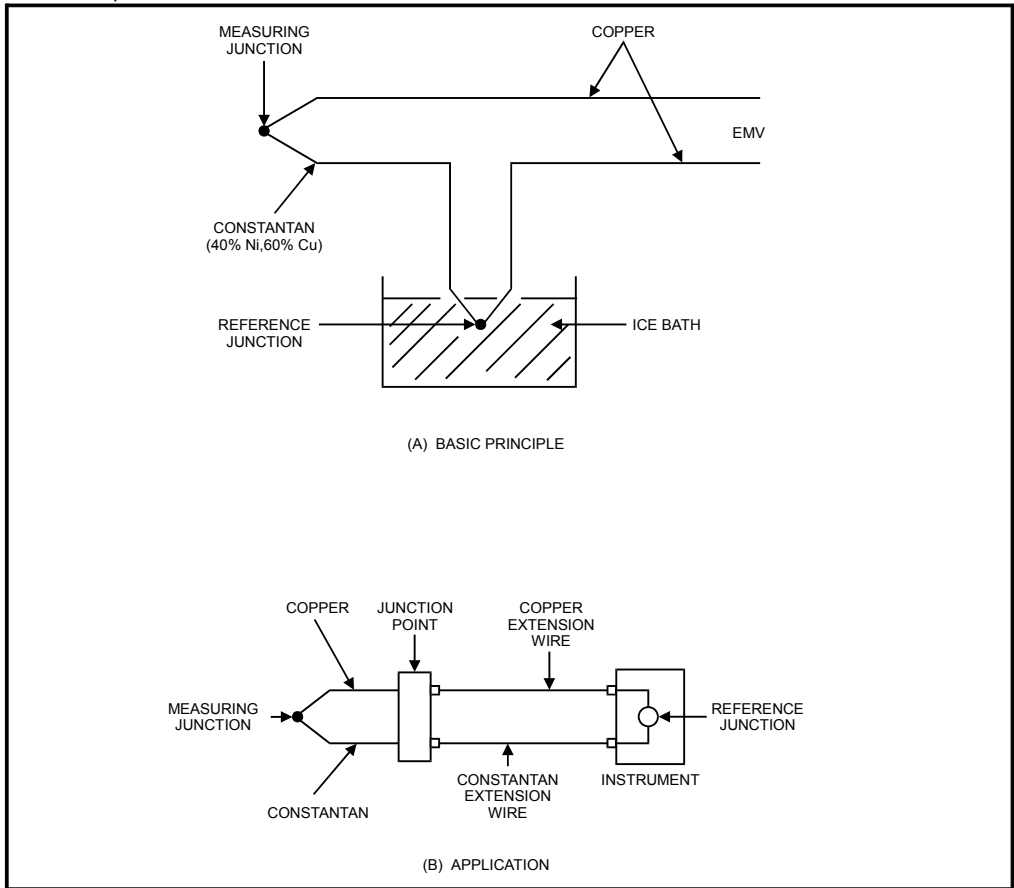 MEASURING
JUNCTION
COPPER
EMV
CONSTANTAN
(40% Ni,60% Cu)
REFERENCE
JUNCTION
ICE BATH
(A) BASIC PRINCIPLE
COPPER
JUNCTION
POINT
COPPER
EXTENSION
WIRE
MEASURING
JUNCTION
REFERENCE
JUNCTION
CONSTANTAN
CONSTANTAN
EXTENSION
WIRE
INSTRUMENT
(B) APPLICATION